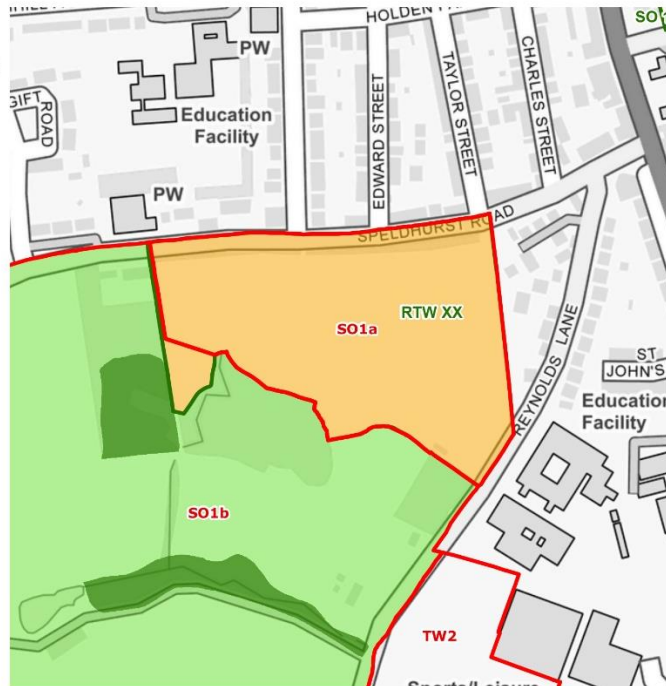 HOLDEN
SO1
PW
GIFT
ROAD
Education
Facility
EDWARD STREET
TAYLOR STREET
CHARLES STREET
PW
SPELDHURST ROAD
SO1a
RTW XX
REYNOLDS LANE
ST
JOHN'S
Education
Facility
SO1b
TW2
Sports/Leisure